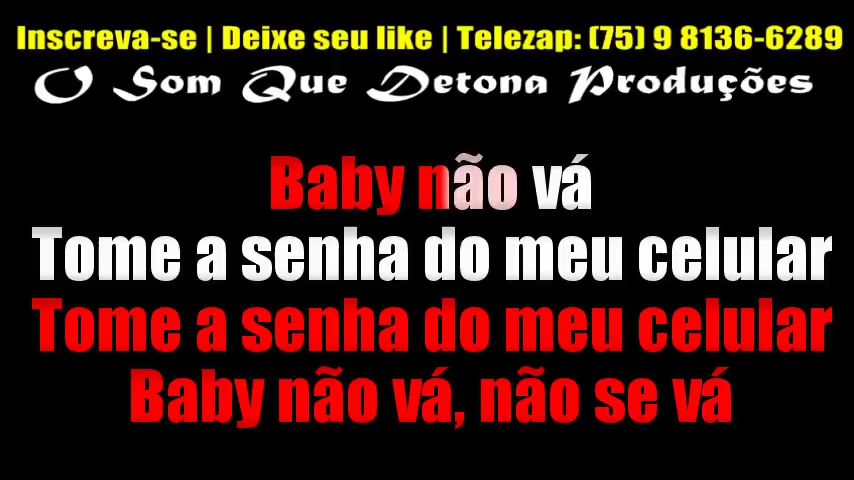 Inscreva-se | Deixe seu like | Telezap: (75) 9 8136-6289
O Som Que Detona Produções
Baby não vá
Tome a senha do meu celular
Tome a senha do meu celular
Baby não vá, não se vá